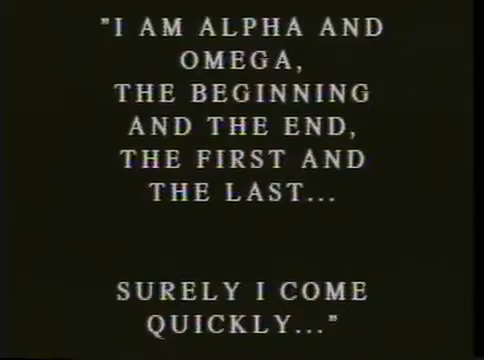 "I AM ALPHA AND
OMEGA,
THE BEGINNING
AND THE END,
THE FIRST AND
THE LAST...
SURELY I COME
QUICKLY..."